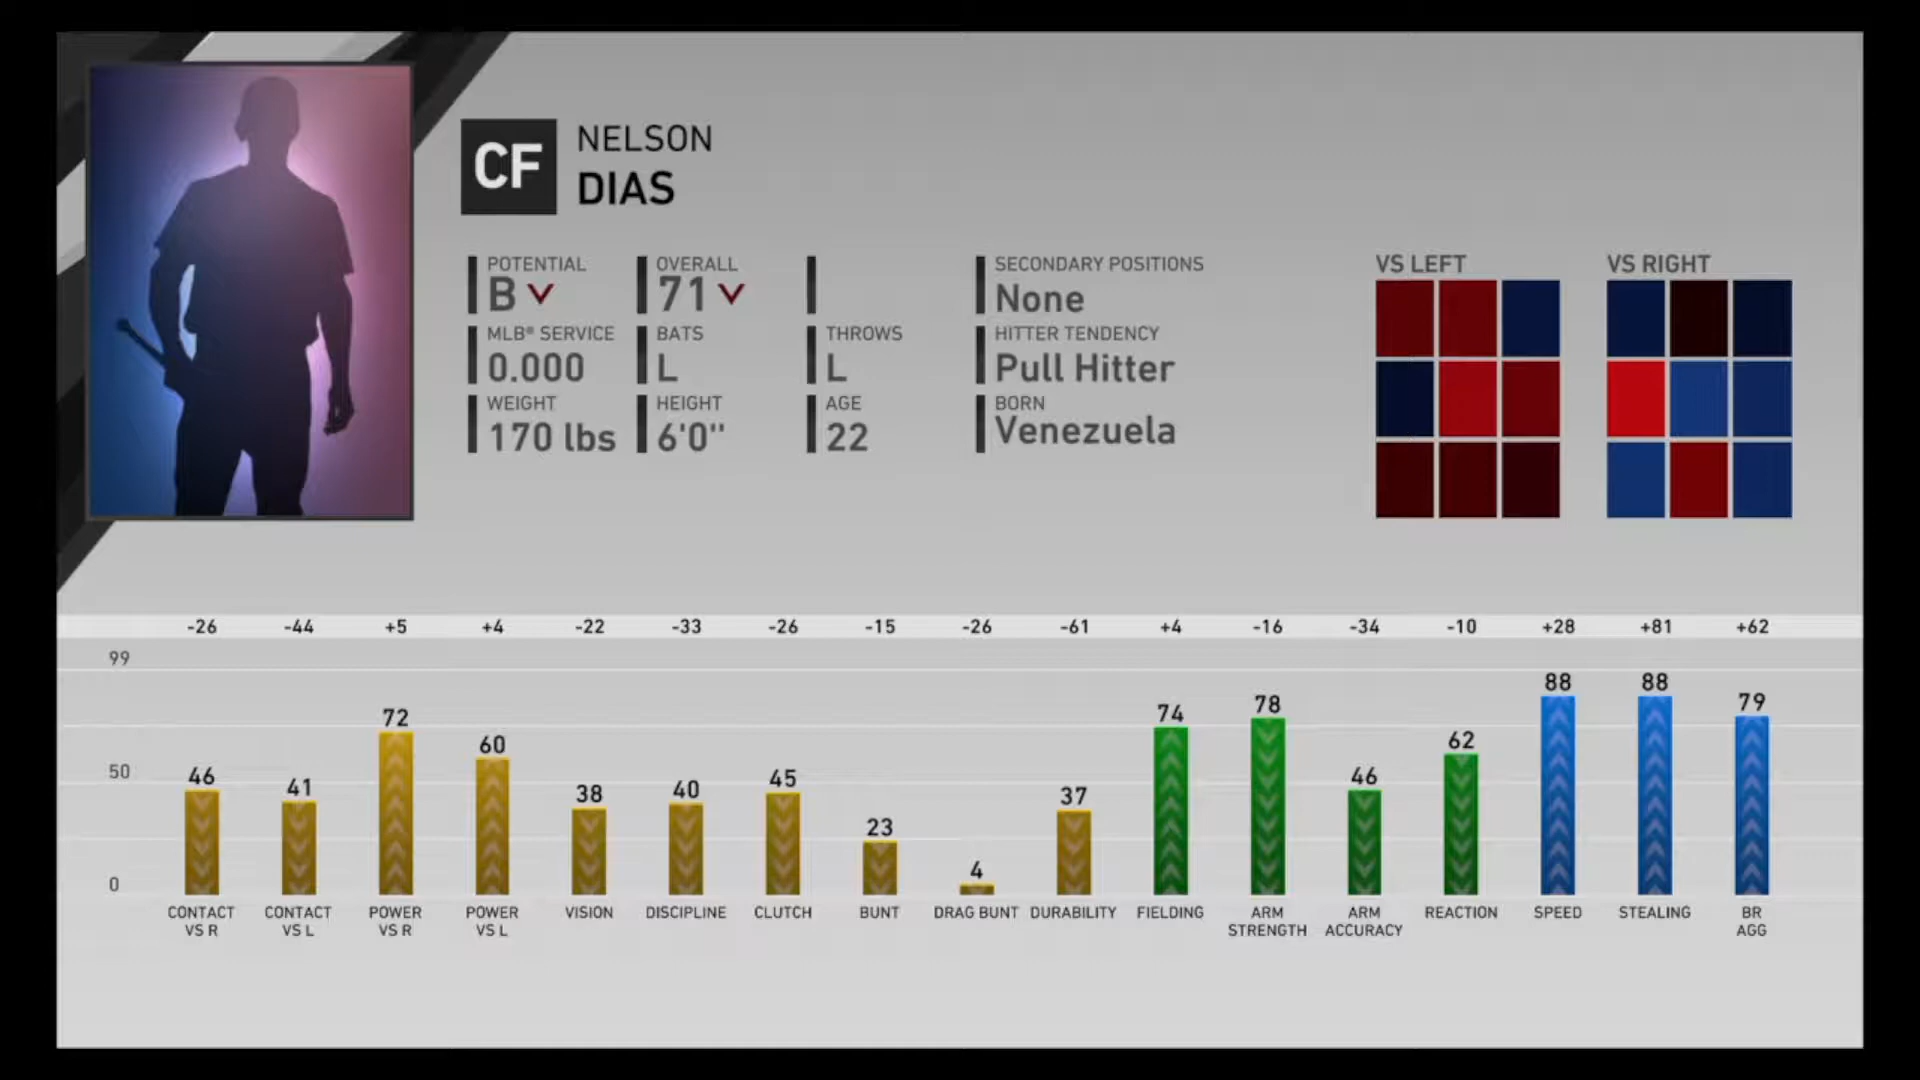 CF
NELSON
DIAS
POTENTIAL
B
OVERALL
71
SECONDARY POSITIONS
None
MLB® SERVICE
0.000
BATS
L
THROWS
L
HITTER TENDENCY
Pull Hitter
WEIGHT
170 lbs
HEIGHT
6'0"
AGE
22
BORN
Venezuela
VS LEFT
VS RIGHT
-26 -44 +5 +4 -22 -33 -26 -15 -26 -61 +4 -16 -34 -10 +28 +81 +62
99
50
0
46 41 72 60 38 40 45 23 4 37 74 78 46 62 88 88 79
CONTACT
VS R
CONTACT
VS L
POWER
VS R
POWER
VS L
VISION
DISCIPLINE
CLUTCH
BUNT
DRAG BUNT
DURABILITY
FIELDING
ARM
STRENGTH
ARM
ACCURACY
REACTION
SPEED
STEALING
BR
AGG